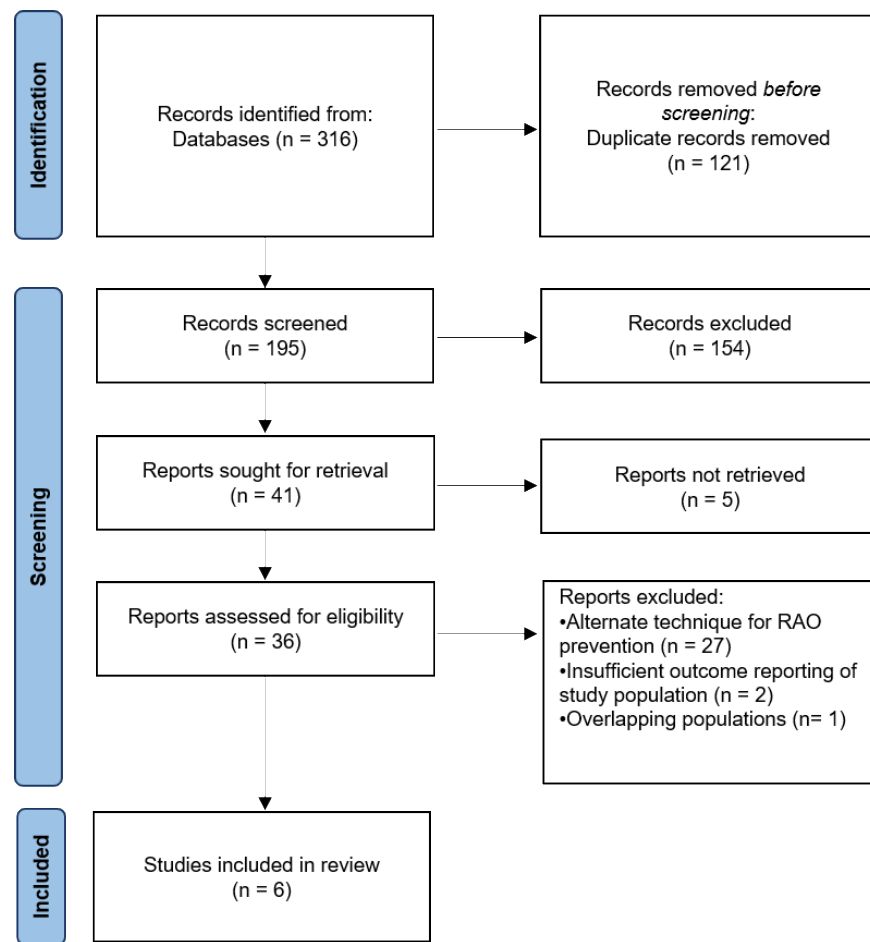 Identification
Records identified from:
Databases (n = 316)
Records removed before
screening:
Duplicate records removed
(n = 121)
Screening
Records screened
(n = 195)
Records excluded
(n = 154)
Reports sought for retrieval
(n = 41)
Reports not retrieved
(n = 5)
Reports assessed for eligibility
(n = 36)
Reports excluded:
•Alternate technique for RAO
prevention (n = 27)
•Insufficient outcome reporting of
study population (n = 2)
•Overlapping populations (n= 1)
Included
Studies included in review
(n = 6)